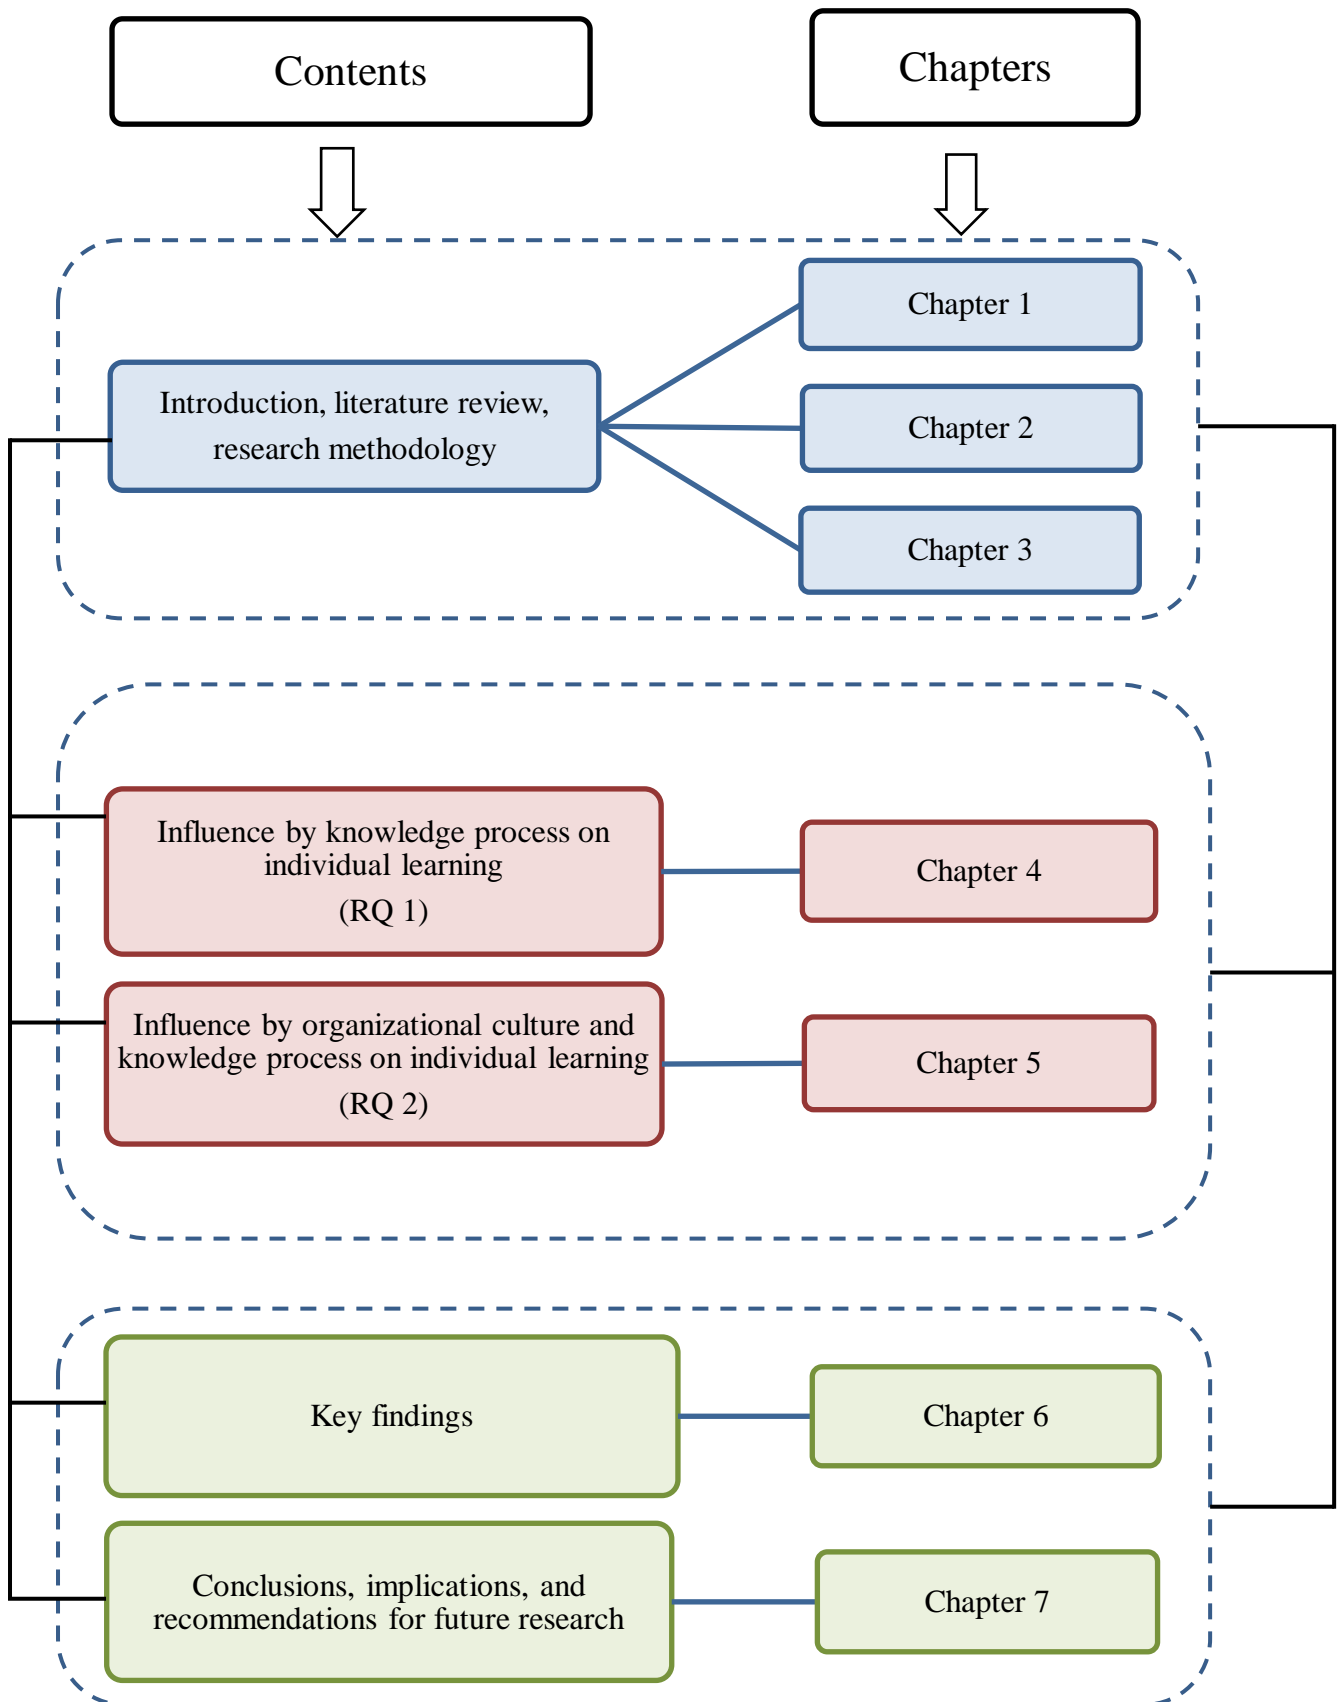 Contents
Chapters
Chapter 1
Introduction, literature review,
research methodology
Chapter 2
Chapter 3
Influence by knowledge process on
individual learning
(RQ 1)
Chapter 4
Influence by organizational culture and
knowledge process on individual learning
(RQ 2)
Chapter 5
Key findings
Chapter 6
Conclusions, implications, and
recommendations for future research
Chapter 7